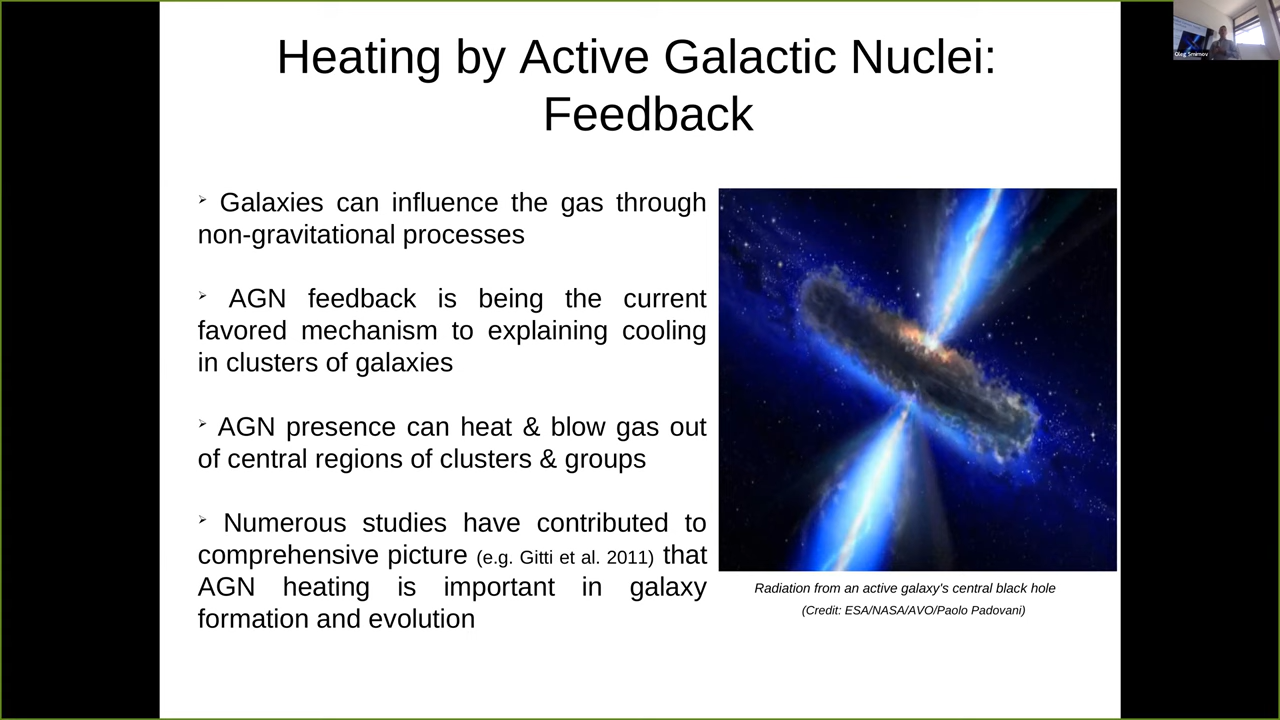 Heating by Active Galactic Nuclei:
Feedback
Oleg Smirnov
➢ Galaxies can influence the gas through
non-gravitational processes
➢ AGN feedback is being the current
favored mechanism to explaining cooling
in clusters of galaxies
➢ AGN presence can heat & blow gas out
of central regions of clusters & groups
➢ Numerous studies have contributed to
comprehensive picture (e.g. Gitti et al. 2011) that
AGN heating is important in galaxy
formation and evolution
Radiation from an active galaxy's central black hole
(Credit: ESA/NASA/AVO/Paolo Padovani)